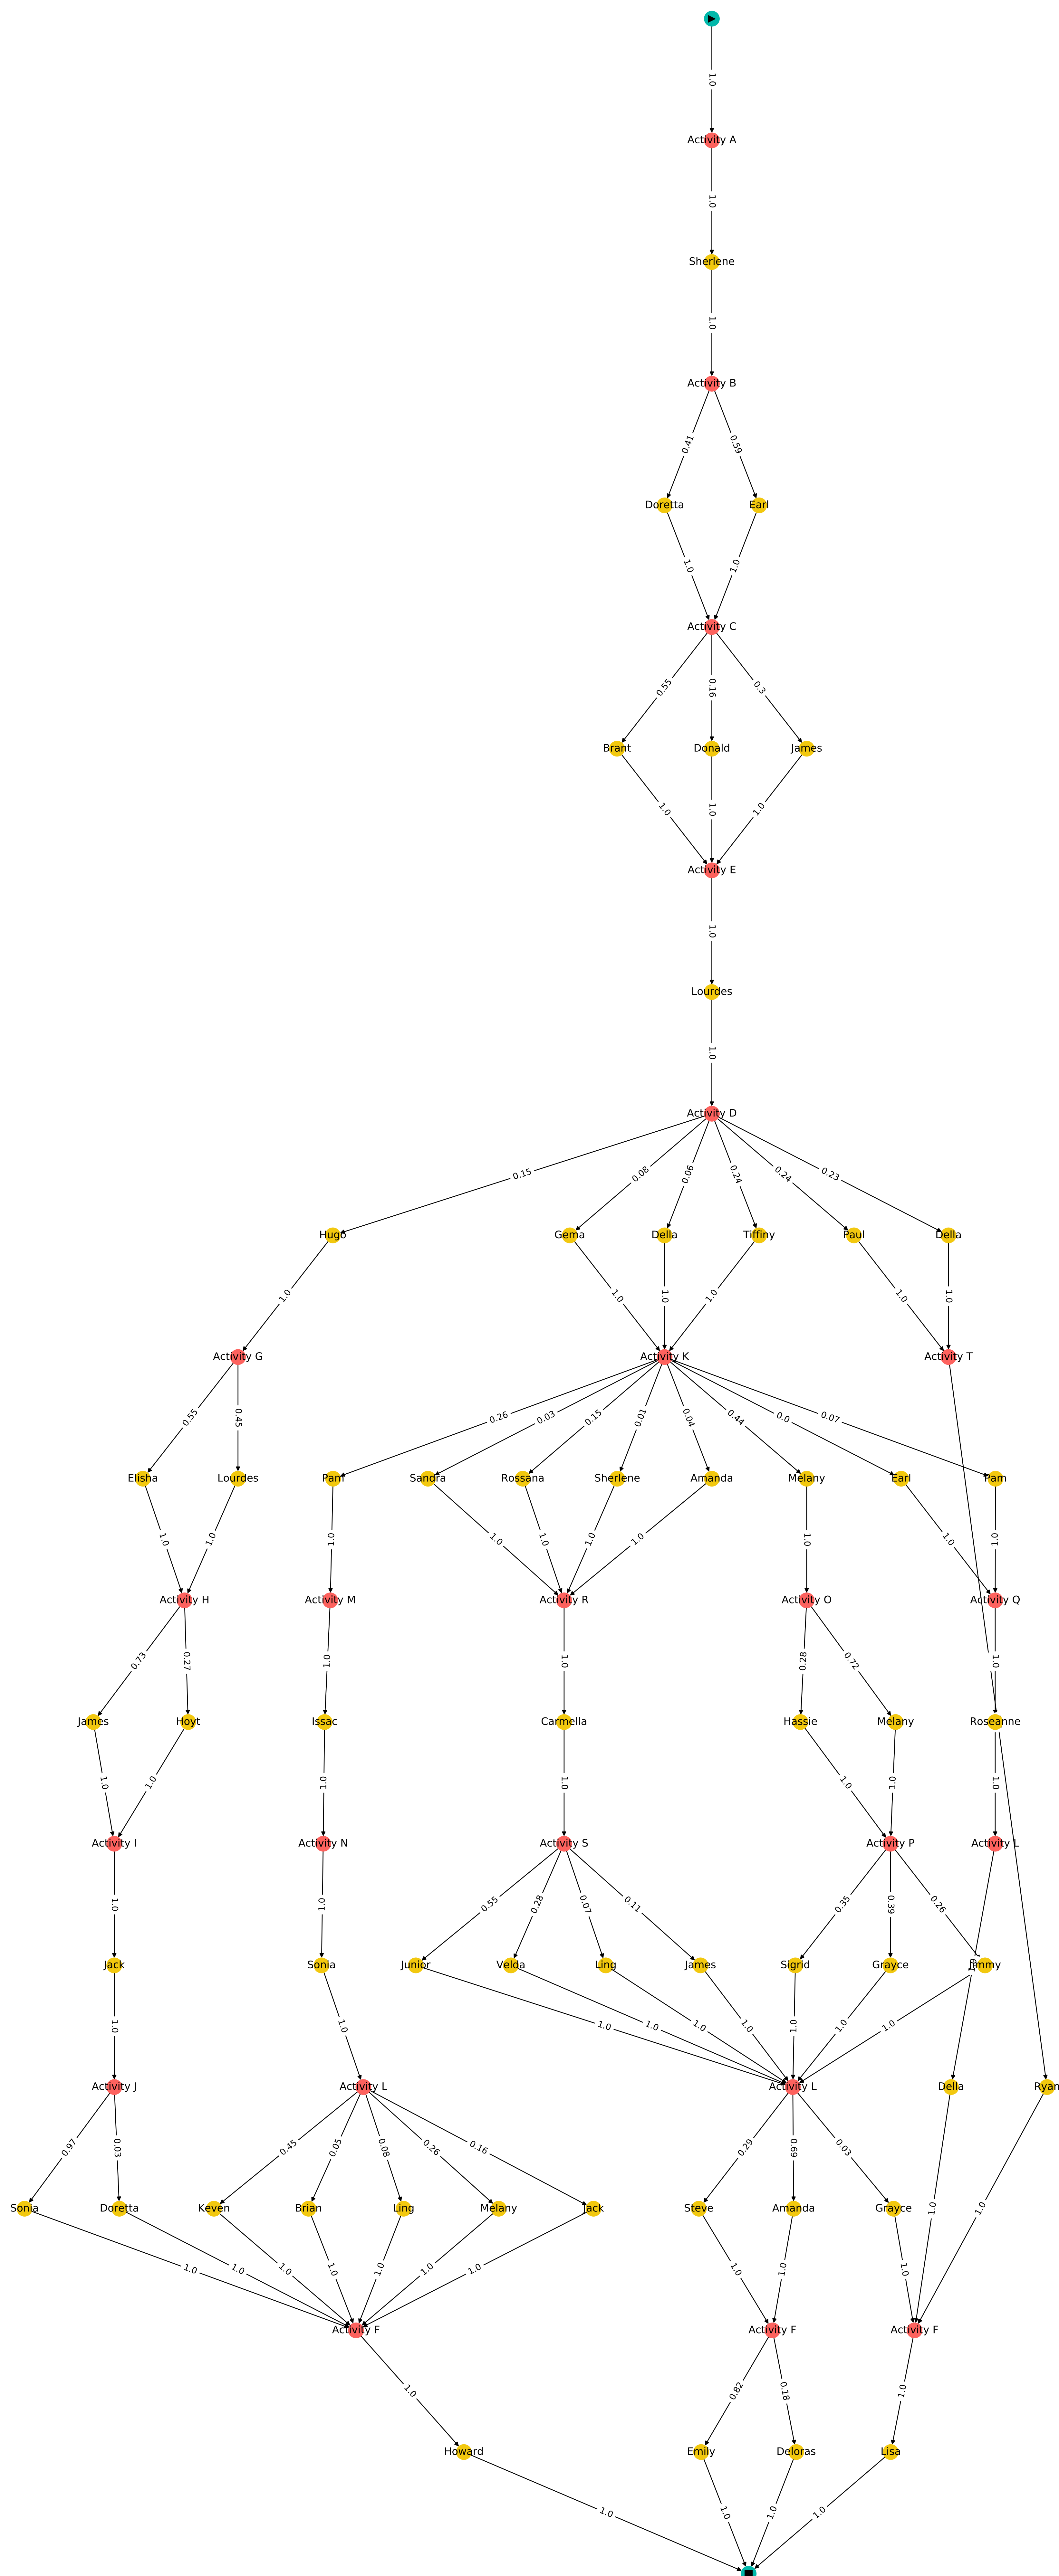 1.0
Activity A
1.0
Sherlene
1.0
Activity B
0.41
0.59
Doretta
Earl
1.0
1.0
Activity C
0.55
0.16
0.3
Brant
Donald
James
1.0
1.0
1.0
Activity E
1.0
Lourdes
1.0
Activity D
0.15
0.08
0.06
0.24
0.24
0.23
Hugo
Gema
Della
Tiffiny
Paul
Della
1.0
1.0
1.0
1.0
1.0
1.0
Activity G
Activity K
Activity T
0.55
0.45
0.26
0.03
0.15
0.01
0.04
0.44
0.0
0.07
Elisha
Lourdes
Pam
Sandra
Rossana
Sherlene
Amanda
Melany
Earl
Pam
1.0
1.0
1.0
1.0
1.0
1.0
1.0
1.0
1.0
1.0
Activity H
Activity M
Activity R
Activity O
Activity Q
0.73
0.27
1.0
1.0
0.28
0.72
1.0
James
Hoyt
Issac
Carmella
Hassie
Melany
Roseanne
1.0
1.0
1.0
1.0
1.0
1.0
1.0
Activity I
Activity N
Activity S
Activity P
Activity L
1.0
1.0
0.55
0.28
0.07
0.11
0.35
0.39
0.26
Jack
Sonia
Junior
Velda
Ling
James
Sigrid
Grayce
Jimmy
1.0
1.0
1.0
1.0
1.0
1.0
1.0
1.0
1.0
Activity J
Activity L
Activity L
Della
Ryan
0.97
0.03
0.45
0.05
0.08
0.26
0.16
0.29
0.69
0.03
Sonia
Doretta
Keven
Brian
Ling
Melany
Jack
Steve
Amanda
Grayce
1.0
1.0
1.0
1.0
1.0
1.0
1.0
1.0
1.0
1.0
1.0
1.0
Activity F
Activity F
Activity F
1.0
0.82
0.18
1.0
Howard
Emily
Deloras
Lisa
1.0
1.0
1.0
1.0